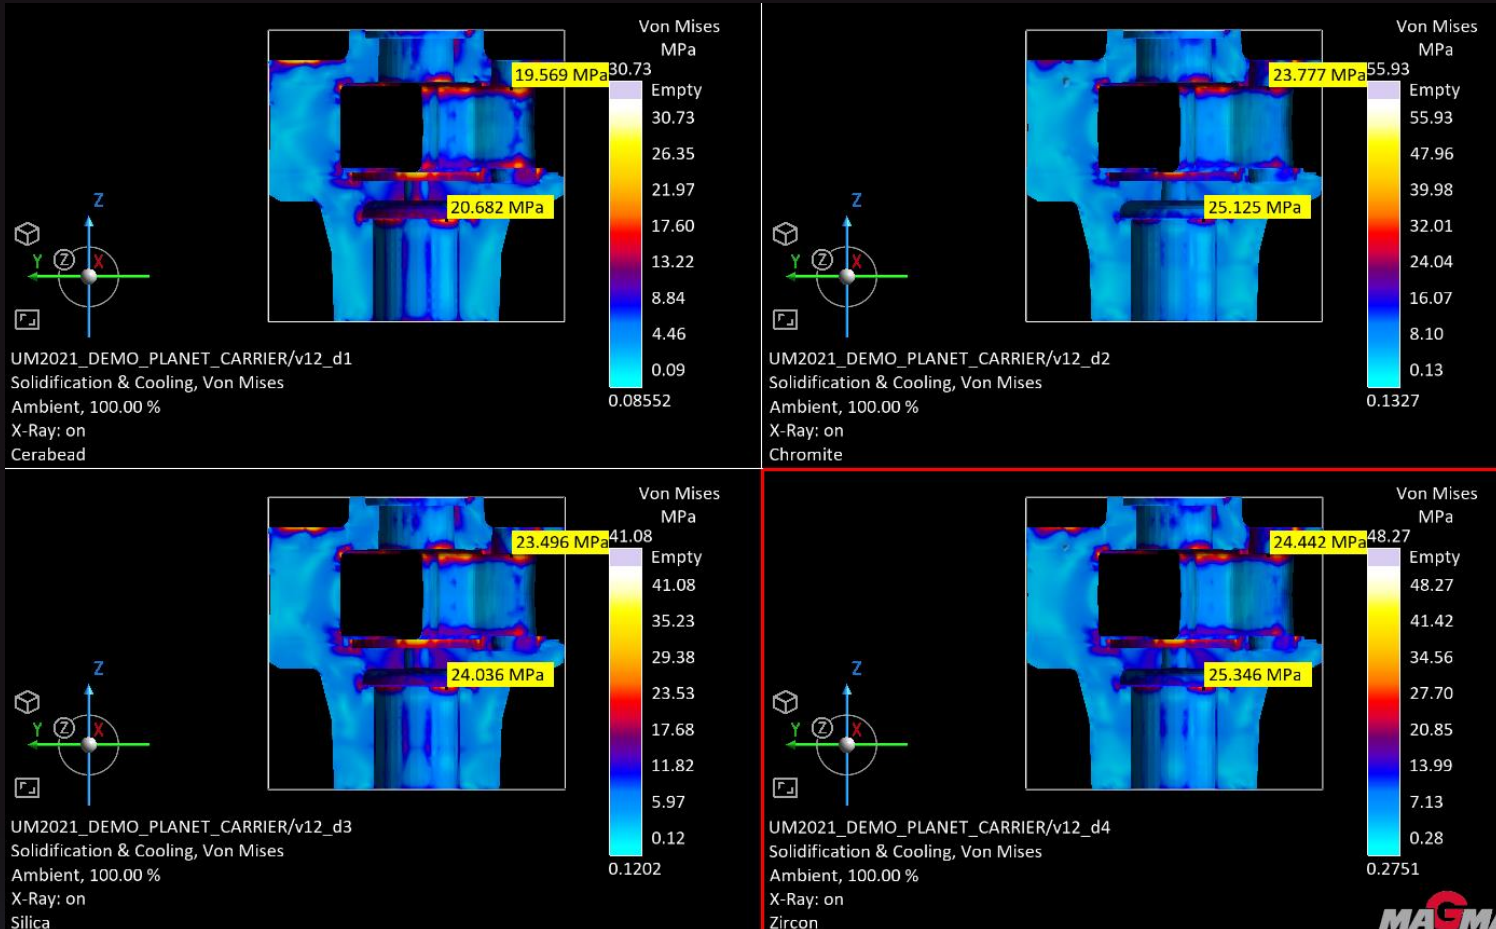 Von Mises
MPa
19.569 MPa
30.73
Empty
30.73
26.35
21.97
17.60
13.22
8.84
4.46
0.09
0.08552
20.682 MPa
Z
Y
Z
X
UM2021_DEMO_PLANET_CARRIER/v12_d1
Solidification & Cooling, Von Mises
Ambient, 100.00 %
X-Ray: on
Cerabead
Von Mises
MPa
23.777 MPa
55.93
Empty
55.93
47.96
39.98
32.01
24.04
16.07
8.10
0.13
0.1327
25.125 MPa
Z
Y
Z
X
UM2021_DEMO_PLANET_CARRIER/v12_d2
Solidification & Cooling, Von Mises
Ambient, 100.00 %
X-Ray: on
Chromite
Von Mises
MPa
23.496 MPa
41.08
Empty
41.08
35.23
29.38
23.53
17.68
11.82
5.97
0.12
0.1202
24.036 MPa
Z
Y
Z
X
UM2021_DEMO_PLANET_CARRIER/v12_d3
Solidification & Cooling, Von Mises
Ambient, 100.00 %
X-Ray: on
Silica
Von Mises
MPa
24.442 MPa
48.27
Empty
48.27
41.42
34.56
27.70
20.85
13.99
7.13
0.28
0.2751
25.346 MPa
Z
Y
Z
X
UM2021_DEMO_PLANET_CARRIER/v12_d4
Solidification & Cooling, Von Mises
Ambient, 100.00 %
X-Ray: on
Zircon
MAGMA